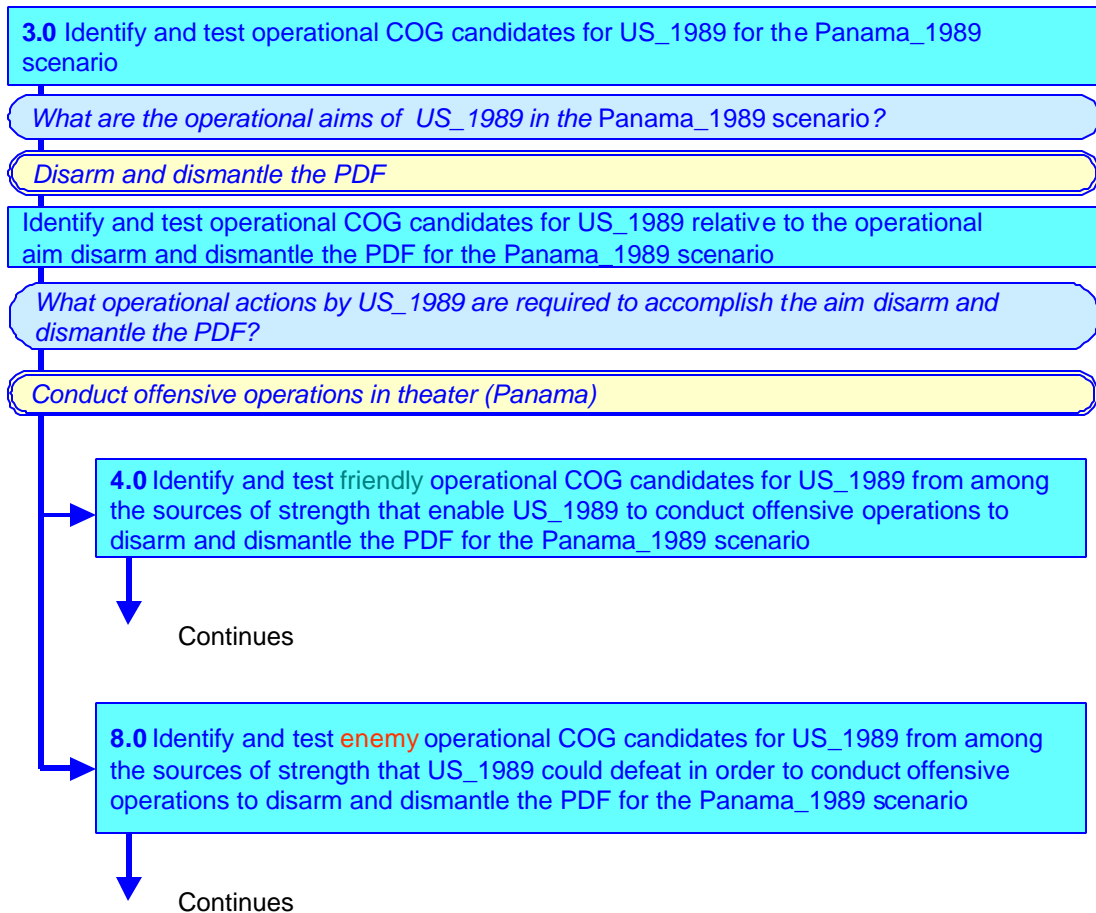 3.0 Identify and test operational COG candidates for US_1989 for the Panama_1989
scenario
What are the operational aims of US_1989 in the Panama_1989 scenario?
Disarm and dismantle the PDF
Identify and test operational COG candidates for US_1989 relative to the operational
aim disarm and dismantle the PDF for the Panama_1989 scenario
What operational actions by US_1989 are required to accomplish the aim disarm and
dismantle the PDF?
Conduct offensive operations in theater (Panama)
4.0 Identify and test friendly operational COG candidates for US_1989 from among
the sources of strength that enable US_1989 to conduct offensive operations to
disarm and dismantle the PDF for the Panama_1989 scenario
Continues
8.0 Identify and test enemy operational COG candidates for US_1989 from among
the sources of strength that US_1989 could defeat in order to conduct offensive
operations to disarm and dismantle the PDF for the Panama_1989 scenario
Continues